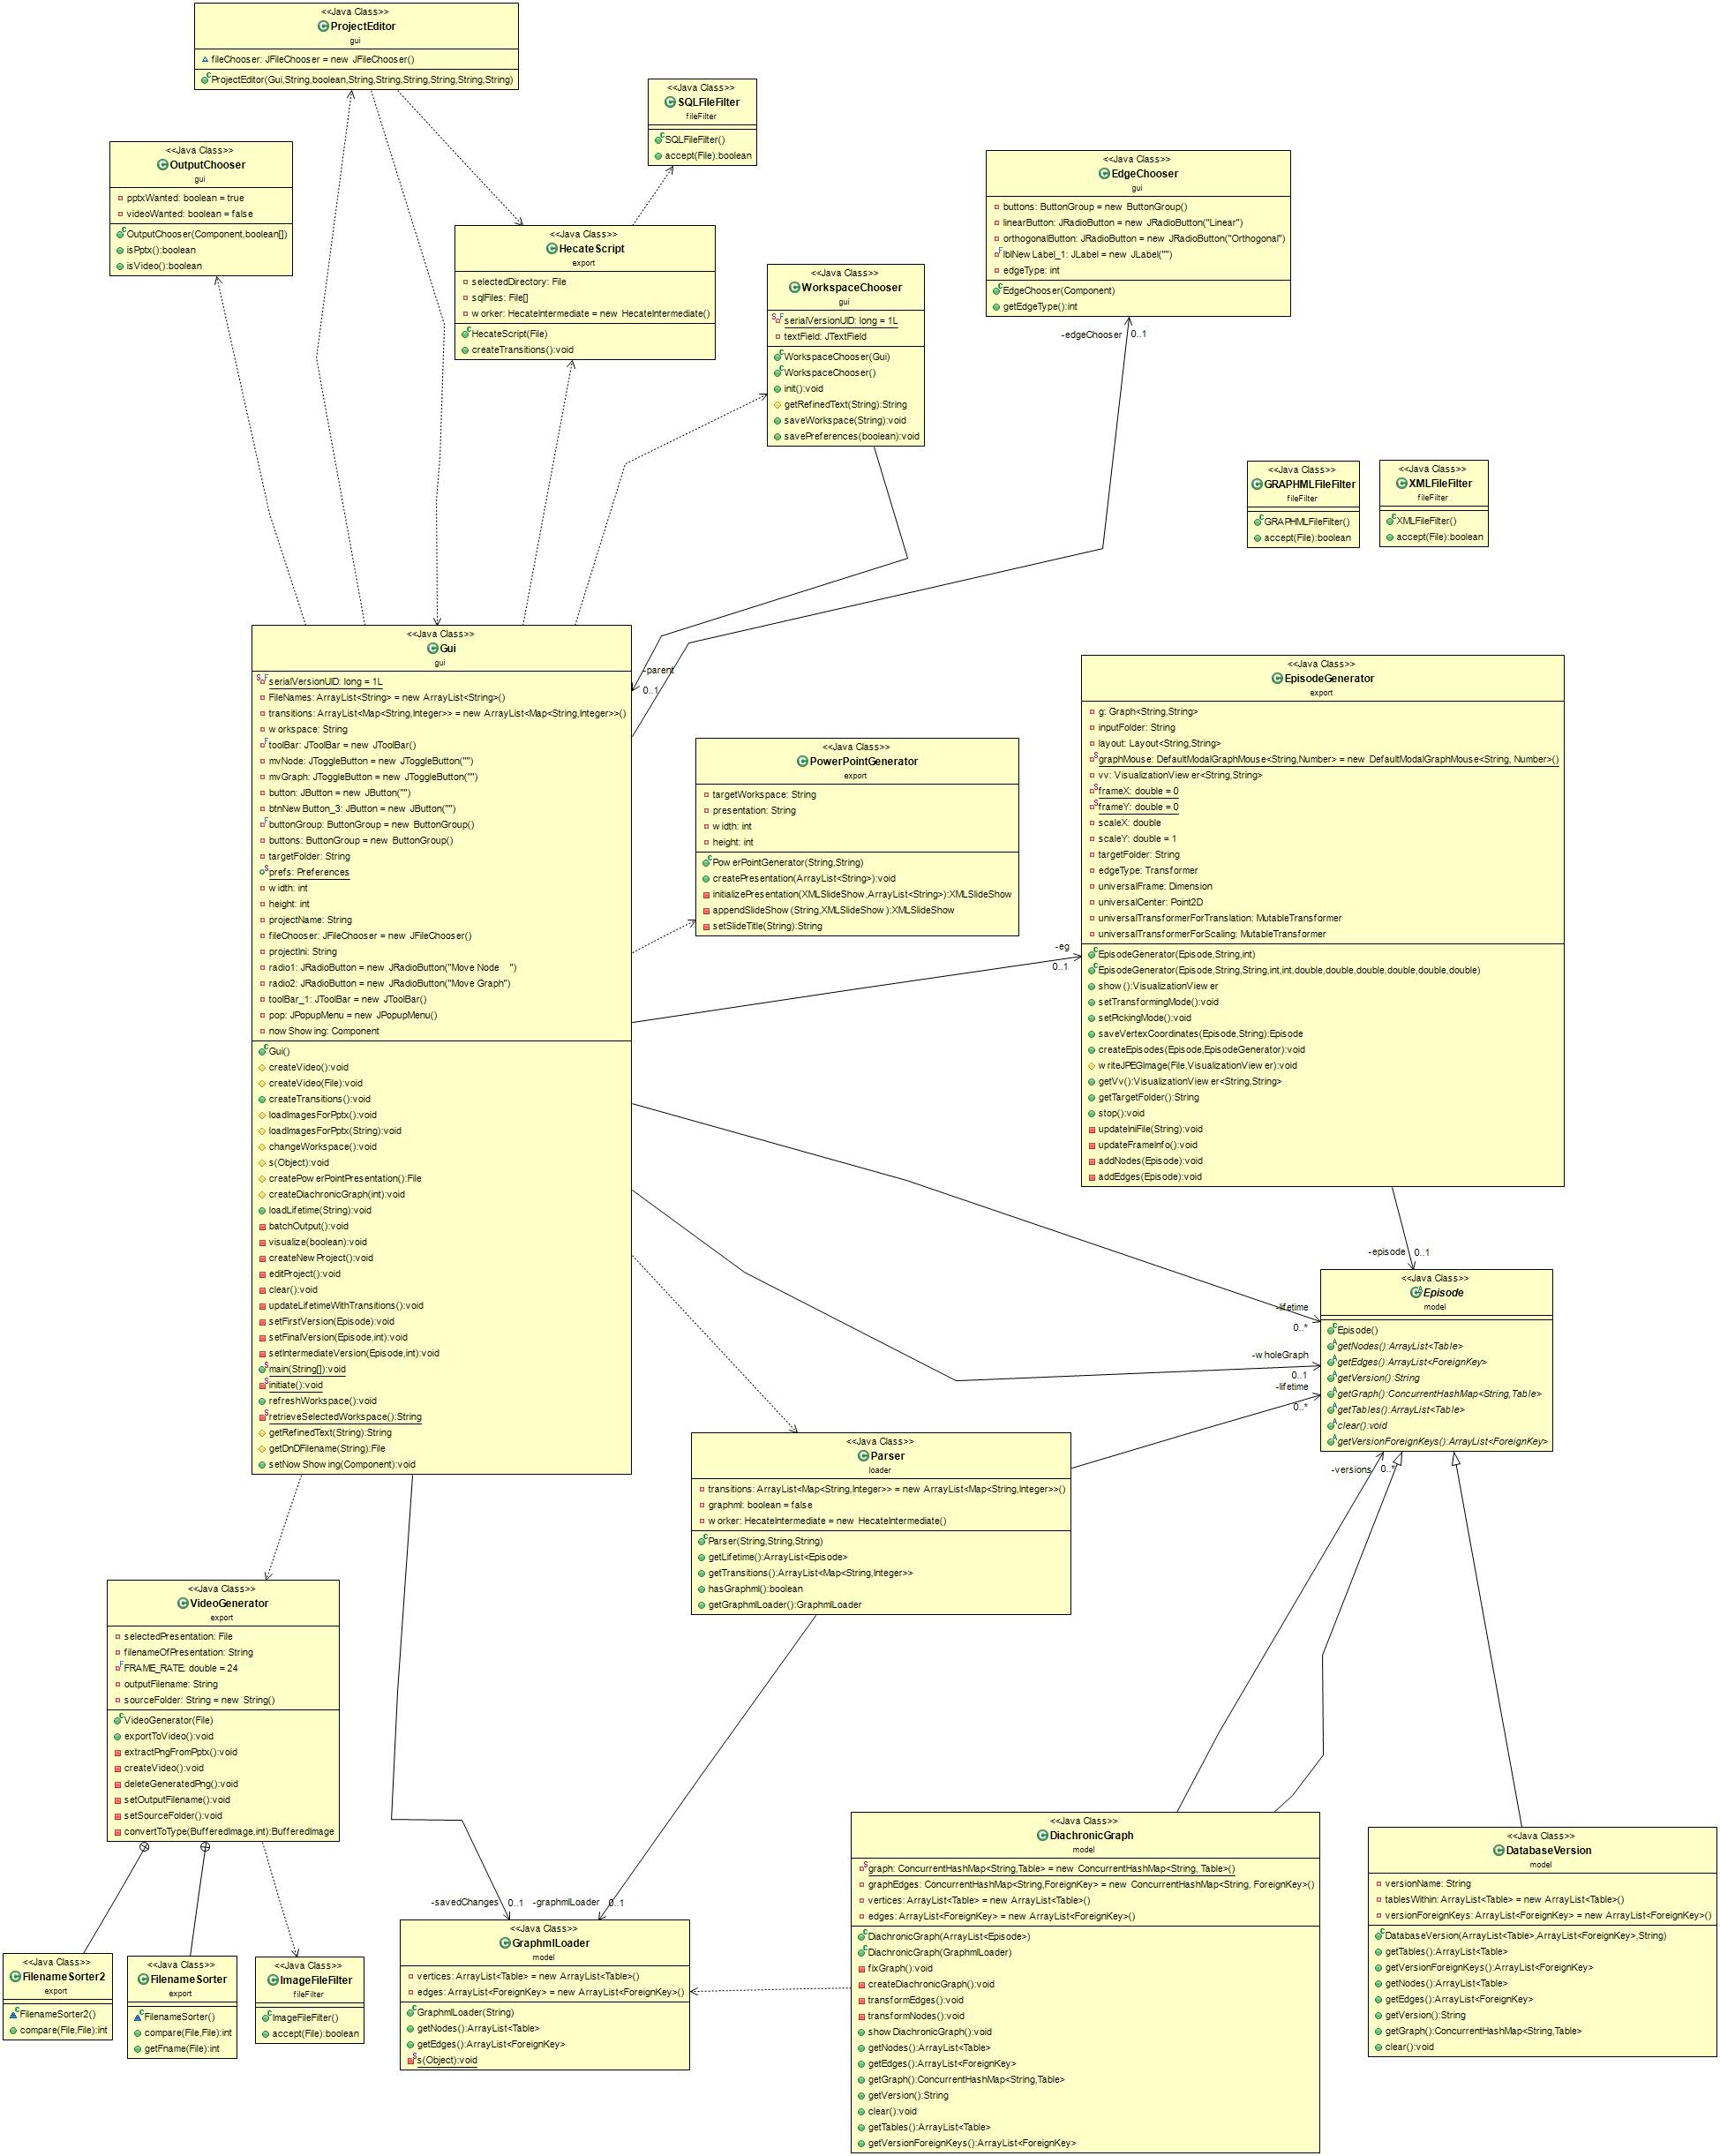 <<Java Class>>
ProjectEditor
gui
fileChooser: JFileChooser = new JFileChooser()
ProjectEditor(Gui,String,boolean,String,String,String,String,String,String)
<<Java Class>>
SQLFileFilter
fileFilter
SQLFileFilter()
accept(File):boolean
<<Java Class>>
OutputChooser
gui
pptxWanted: boolean = true
videoWanted: boolean = false
OutputChooser(Component,boolean[])
isPptx():boolean
isVideo():boolean
<<Java Class>>
EdgeChooser
gui
buttons: ButtonGroup = new ButtonGroup()
linearButton: JRadioButton = new JRadioButton("Linear")
orthogonalButton: JRadioButton = new JRadioButton("Orthogonal")
lblNewLabel_1: JLabel = new JLabel("")
edgeType: int
EdgeChooser(Component)
getEdgeType():int
<<Java Class>>
HecateScript
export
selectedDirectory: File
sqlFiles: File[]
worker: HecateIntermediate = new HecateIntermediate()
HecateScript(File)
createTransitions():void
<<Java Class>>
WorkspaceChooser
gui
serialVersionUID: long = 1L
textField: JTextField
WorkspaceChooser(Gui)
WorkspaceChooser()
init():void
getRefinedText(String):String
saveWorkspace(String):void
savePreferences(boolean):void
-edgeChooser
0..1
<<Java Class>>
GRAPHMLFileFilter
fileFilter
GRAPHMLFileFilter()
accept(File):boolean
<<Java Class>>
XMLFileFilter
fileFilter
XMLFileFilter()
accept(File):boolean
<<Java Class>>
Gui
gui
serialVersionUID: long = 1L
FileNames: ArrayList<String> = new ArrayList<String>()
transitions: ArrayList<Map<String,Integer>> = new ArrayList<Map<String,Integer>>()
workspace: String
toolBar: JToolBar = new JToolBar()
mvNode: JToggleButton = new JToggleButton("")
mvGraph: JToggleButton = new JToggleButton("")
button: JButton = new JButton("")
btnNewButton_3: JButton = new JButton("")
buttonGroup: ButtonGroup = new ButtonGroup()
buttons: ButtonGroup = new ButtonGroup()
targetFolder: String
prefs: Preferences
width: int
height: int
projectName: String
fileChooser: JFileChooser = new JFileChooser()
projectIni: String
radio1: JRadioButton = new JRadioButton("Move Node    ")
radio2: JRadioButton = new JRadioButton("Move Graph")
toolBar_1: JToolBar = new JToolBar()
pop: JPopupMenu = new JPopupMenu()
nowShowing: Component
Gui()
createVideo():void
createVideo(File):void
createTransitions():void
loadImagesForPptx():void
loadImagesForPptx(String):void
changeWorkspace():void
s(Object):void
createPowerPointPresentation():File
createDiachronicGraph(int):void
loadLifetime(String):void
batchOutput():void
visualize(boolean):void
createNewProject():void
editProject():void
clear():void
updateLifetimeWithTransitions():void
setFirstVersion(Episode):void
setFinalVersion(Episode,int):void
setIntermediateVersion(Episode,int):void
main(String[]):void
initiate():void
refreshWorkspace():void
retrieveSelectedWorkspace():String
getRefinedText(String):String
getDnDFilename(String):File
setNowShowing(Component):void
-parent
0..1
<<Java Class>>
PowerPointGenerator
export
targetWorkspace: String
presentation: String
width: int
height: int
PowerPointGenerator(String,String)
createPresentation(ArrayList<String>):void
initializePresentation(XMLSlideShow,ArrayList<String>):XMLSlideShow
appendSlideShow(String,XMLSlideShow):XMLSlideShow
setSlideTitle(String):String
-eg
0..1
<<Java Class>>
EpisodeGenerator
export
g: Graph<String,String>
inputFolder: String
layout: Layout<String,String>
graphMouse: DefaultModalGraphMouse<String,Number> = new DefaultModalGraphMouse<String, Number>()
vv: VisualizationViewer<String,String>
frameX: double = 0
frameY: double = 0
scaleX: double
scaleY: double = 1
targetFolder: String
edgeType: Transformer
universalFrame: Dimension
universalCenter: Point2D
universalTransformerForTranslation: MutableTransformer
universalTransformerForScaling: MutableTransformer
EpisodeGenerator(Episode,String,int)
EpisodeGenerator(Episode,String,String,int,int,double,double,double,double,double,double)
show():VisualizationViewer
setTransformingMode():void
setPickingMode():void
saveVertexCoordinates(Episode,String):Episode
createEpisodes(Episode,EpisodeGenerator):void
writeJPEGImage(File,VisualizationViewer):void
getVv():VisualizationViewer<String,String>
getTargetFolder():String
stop():void
updateIniFile(String):void
updateFrameInfo():void
addNodes(Episode):void
addEdges(Episode):void
-episode
0..1
<<Java Class>>
Episode
model
Episode()
getNodes():ArrayList<Table>
getEdges():ArrayList<ForeignKey>
getVersion():String
getGraph():ConcurrentHashMap<String,Table>
getTables():ArrayList<Table>
clear():void
getVersionForeignKeys():ArrayList<ForeignKey>
-lifetime
0..*
-wholeGraph
0..1
-lifetime
0..*
-versions
0..*
<<Java Class>>
Parser
loader
transitions: ArrayList<Map<String,Integer>> = new ArrayList<Map<String,Integer>>()
graphml: boolean = false
worker: HecateIntermediate = new HecateIntermediate()
Parser(String,String,String)
getLifetime():ArrayList<Episode>
getTransitions():ArrayList<Map<String,Integer>>
hasGraphml():boolean
getGraphmlLoader():GraphmlLoader
<<Java Class>>
VideoGenerator
export
selectedPresentation: File
filenameOfPresentation: String
FRAME_RATE: double = 24
outputFilename: String
sourceFolder: String = new String()
VideoGenerator(File)
exportToVideo():void
extractPngFromPptx():void
createVideo():void
deleteGeneratedPng():void
setOutputFilename():void
setSourceFolder():void
convertToType(BufferedImage,int):BufferedImage
-savedChanges
0..1
-graphmlLoader
0..1
<<Java Class>>
FilenameSorter2
export
FilenameSorter2()
compare(File,File):int
<<Java Class>>
FilenameSorter
export
FilenameSorter()
compare(File,File):int
getFname(File):int
<<Java Class>>
ImageFileFilter
fileFilter
ImageFileFilter()
accept(File):boolean
<<Java Class>>
GraphmlLoader
model
vertices: ArrayList<Table> = new ArrayList<Table>()
edges: ArrayList<ForeignKey> = new ArrayList<ForeignKey>()
GraphmlLoader(String)
getNodes():ArrayList<Table>
getEdges():ArrayList<ForeignKey>
s(Object):void
<<Java Class>>
DiachronicGraph
model
graph: ConcurrentHashMap<String,Table> = new ConcurrentHashMap<String, Table>()
graphEdges: ConcurrentHashMap<String,ForeignKey> = new ConcurrentHashMap<String, ForeignKey>()
vertices: ArrayList<Table> = new ArrayList<Table>()
edges: ArrayList<ForeignKey> = new ArrayList<ForeignKey>()
DiachronicGraph(ArrayList<Episode>)
DiachronicGraph(GraphmlLoader)
fixGraph():void
createDiachronicGraph():void
transformEdges():void
transformNodes():void
showDiachronicGraph():void
getNodes():ArrayList<Table>
getEdges():ArrayList<ForeignKey>
getGraph():ConcurrentHashMap<String,Table>
getVersion():String
clear():void
getTables():ArrayList<Table>
getVersionForeignKeys():ArrayList<ForeignKey>
<<Java Class>>
DatabaseVersion
model
versionName: String
tablesWithin: ArrayList<Table> = new ArrayList<Table>()
versionForeignKeys: ArrayList<ForeignKey> = new ArrayList<ForeignKey>()
DatabaseVersion(ArrayList<Table>,ArrayList<ForeignKey>,String)
getTables():ArrayList<Table>
getVersionForeignKeys():ArrayList<ForeignKey>
getNodes():ArrayList<Table>
getEdges():ArrayList<ForeignKey>
getVersion():String
getGraph():ConcurrentHashMap<String,Table>
clear():void